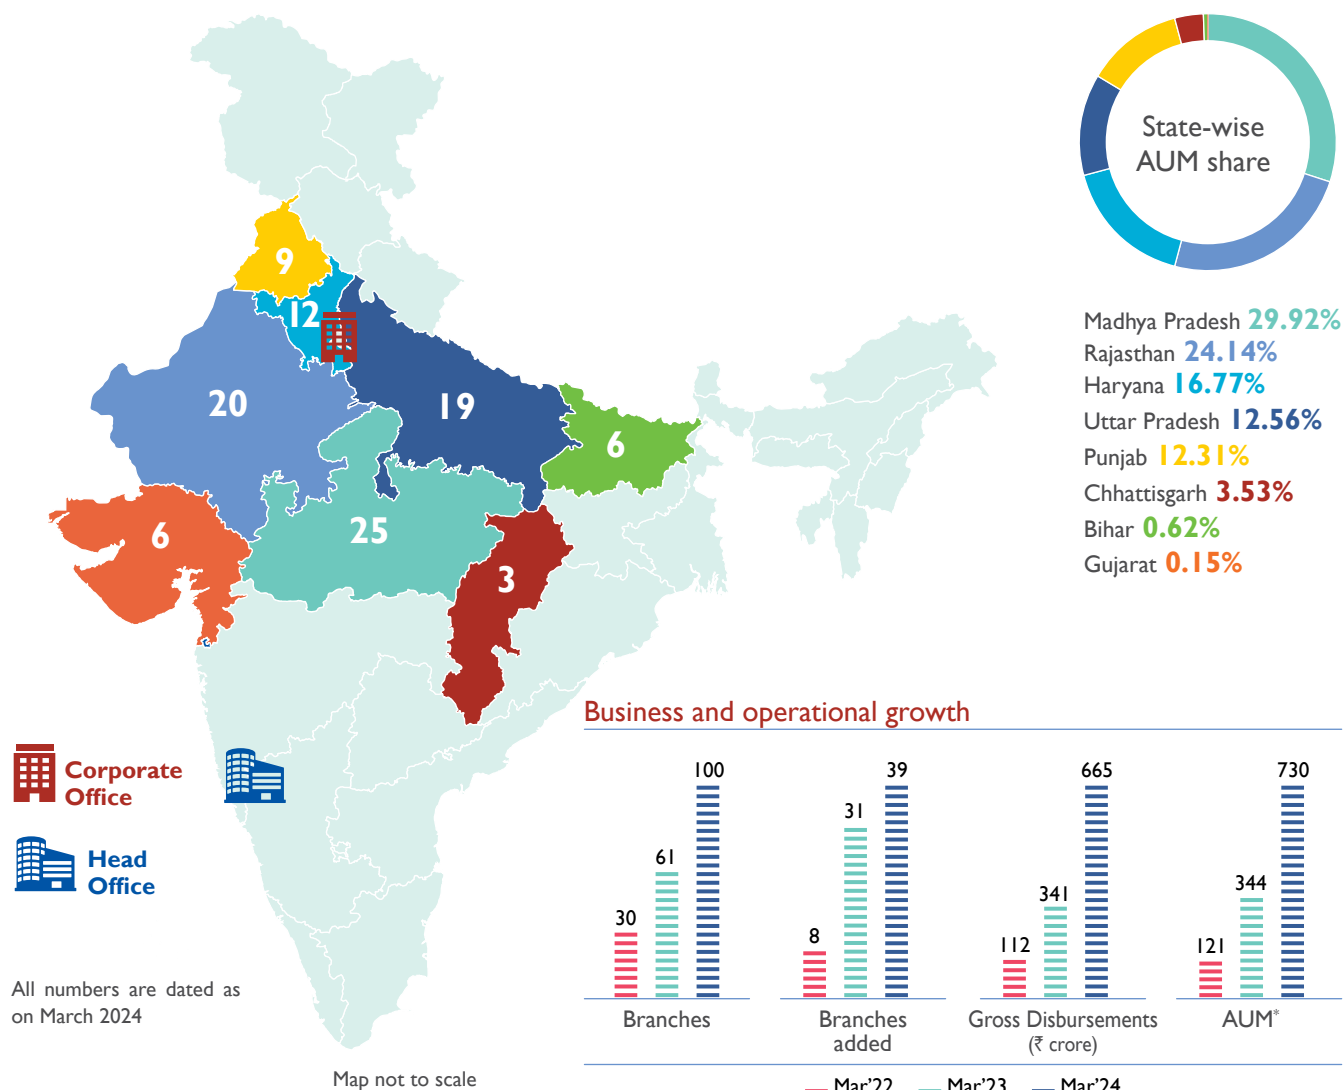 State-wise
AUM share
9
12
20
19
6
6
25
3
Madhya Pradesh 29.92%
Rajasthan 24.14%
Haryana 16.77%
Uttar Pradesh 12.56%
Punjab 12.31%
Chhattisgarh 3.53%
Bihar 0.62%
Gujarat 0.15%
Corporate
Office
Head
Office
All numbers are dated as
on March 2024
Map not to scale
Business and operational growth
30
61
100
Branches
8
31
39
Branches
added
112
341
665
Gross Disbursements
(₹ crore)
121
344
730
AUM*
Mar'22 Mar'23 Mar'24